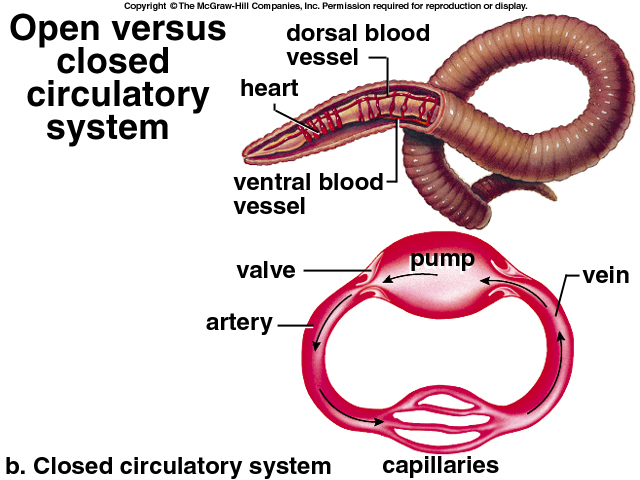 Copyright © The McGraw-Hill Companies, Inc. Permission required for reproduction or display.
Open versus
closed
circulatory
system
dorsal blood
vessel
heart
ventral blood
vessel
pump
valve
vein
artery
b. Closed circulatory system
capillaries